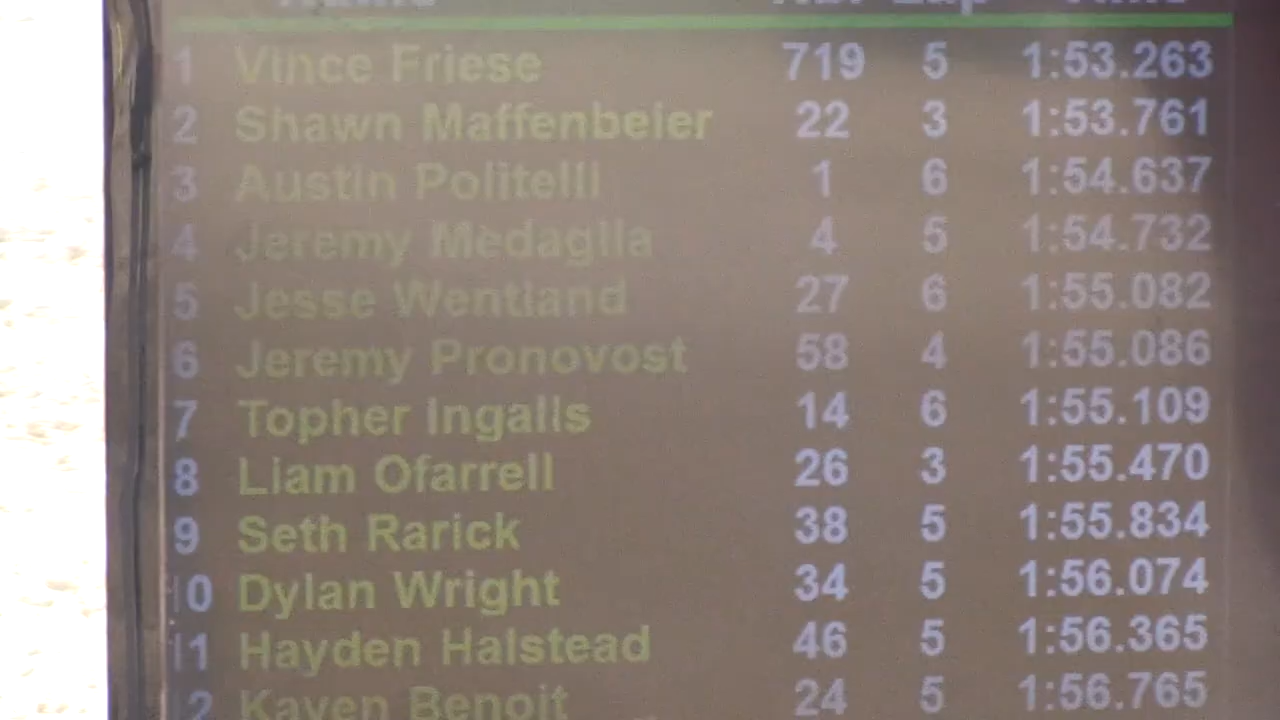 1 Vince Friese 719 5 1:53.263
2 Shawn Maffenbeier 22 3 1:53.761
3 Austin Politelli 1 6 1:54.637
4 Jeremy Medaglia 4 5 1:54.732
5 Jesse Wentland 27 6 1:55.082
6 Jeremy Pronovost 58 4 1:55.086
7 Topher Ingalls 14 6 1:55.109
8 Liam Ofarrell 26 3 1:55.470
9 Seth Rarick 38 5 1:55.834
10 Dylan Wright 34 5 1:56.074
11 Hayden Halstead 46 5 1:56.365
12 Kaven Benoit 24 5 1:56.765